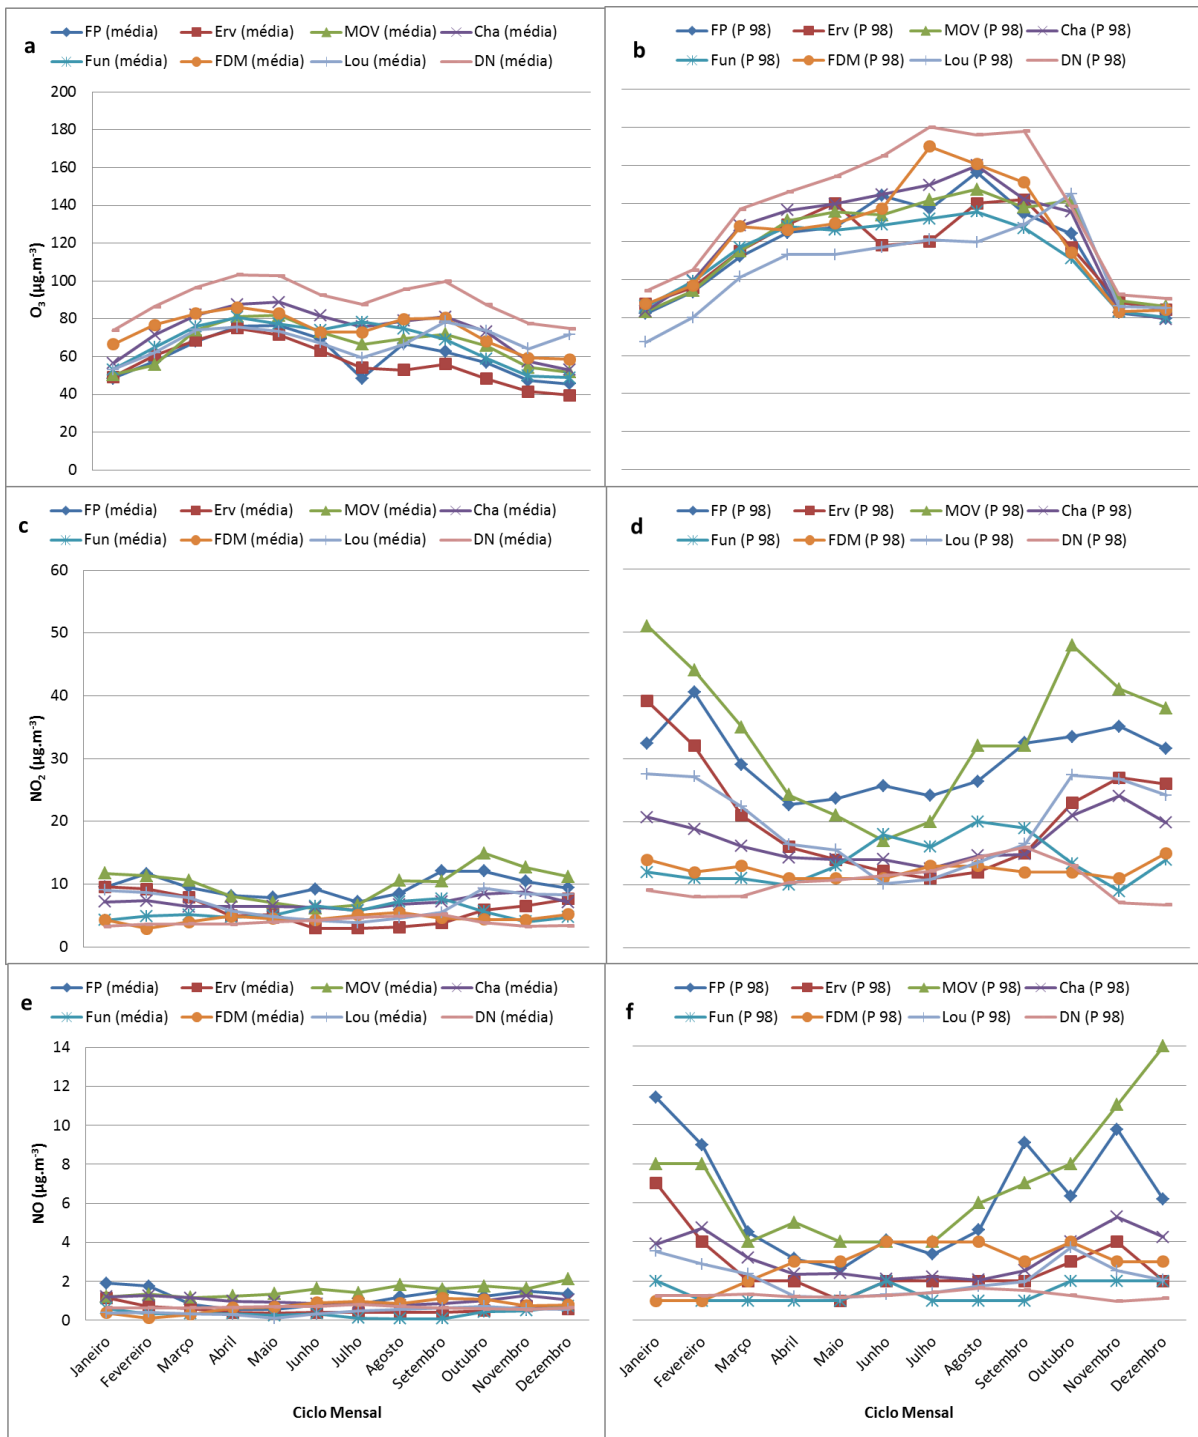 a
FP (média) Erv (média) MOV (média) Cha (média)
Fun (média) FDM (média) Lou (média) DN (média)
O₃ (µg.m⁻³)
200
180
160
140
120
100
80
60
40
20
0
b
FP (P 98) Erv (P 98) MOV (P 98) Cha (P 98)
Fun (P 98) FDM (P 98) Lou (P 98) DN (P 98)
c
FP (média) Erv (média) MOV (média) Cha (média)
Fun (média) FDM (média) Lou (média) DN (média)
NO₂ (µg.m⁻³)
60
50
40
30
20
10
0
d
FP (P 98) Erv (P 98) MOV (P 98) Cha (P 98)
Fun (P 98) FDM (P 98) Lou (P 98) DN (P 98)
e
FP (média) Erv (média) MOV (média) Cha (média)
Fun (média) FDM (média) Lou (média) DN (média)
NO (µg.m⁻³)
14
12
10
8
6
4
2
0
Janeiro Fevereiro Março Abril Maio Junho Julho Agosto Setembro Outubro Novembro Dezembro
Ciclo Mensal
f
FP (P 98) Erv (P 98) MOV (P 98) Cha (P 98)
Fun (P 98) FDM (P 98) Lou (P 98) DN (P 98)
Janeiro Fevereiro Março Abril Maio Junho Julho Agosto Setembro Outubro Novembro Dezembro
Ciclo Mensal